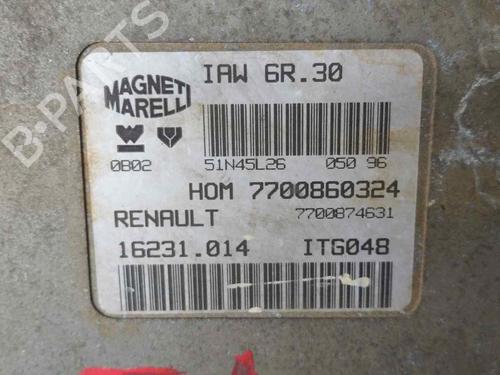 IAW 6R.30
MAGNETI
MARELLI
0B02
51N45L26 050 96
HOM 7700860324
RENAULT 7700874631
16231.014 ITG048
B-PARTS